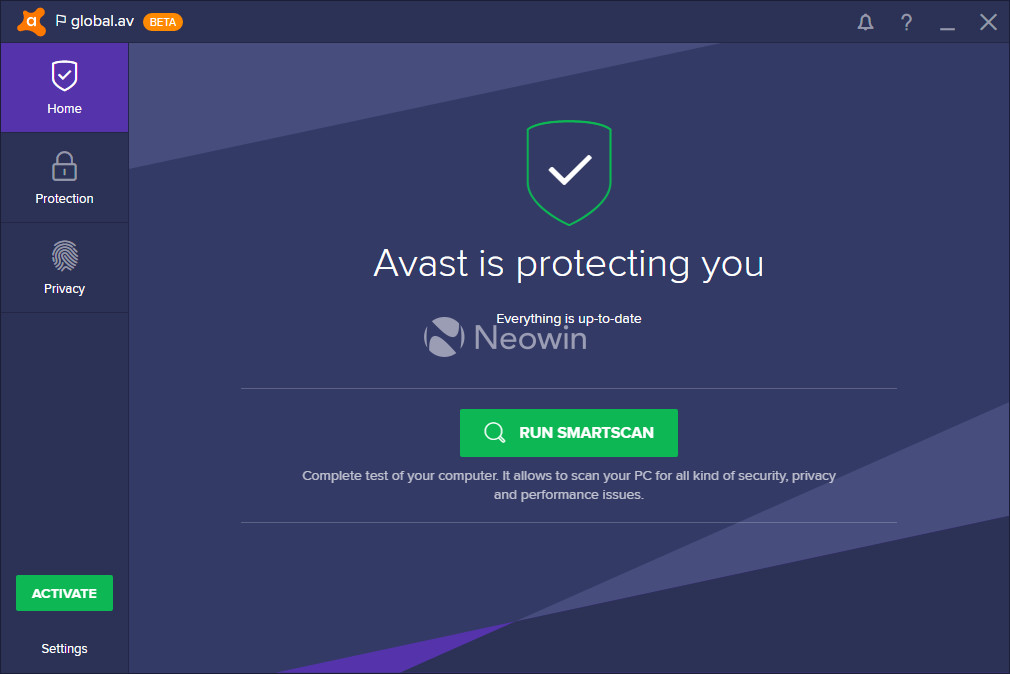 global.av BETA
?
Home
Protection
Privacy
Avast is protecting you
Everything is up-to-date
Neowin
RUN SMARTSCAN
Complete test of your computer. It allows to scan your PC for all kind of security, privacy
and performance issues.
ACTIVATE
Settings